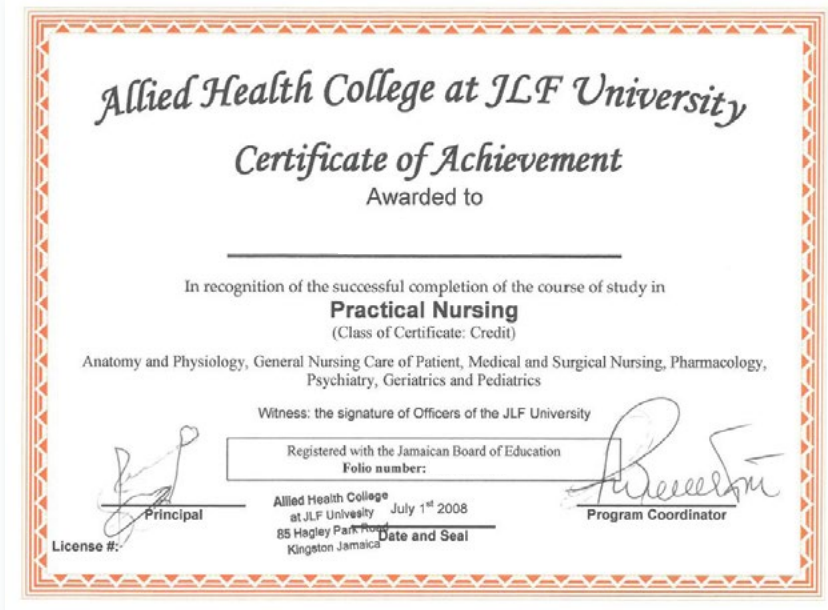 Allied Health College at JLF University
Certificate of Achievement
Awarded to
In recognition of the successful completion of the course of study in
Practical Nursing
(Class of Certificate: Credit)
Anatomy and Physiology, General Nursing Care of Patient, Medical and Surgical Nursing, Pharmacology,
Psychiatry, Geriatrics and Pediatrics
Witness: the signature of Officers of the JLF University
Registered with the Jamaican Board of Education
Folio number:
Principal
Allied Health College
at JLF Univesity
85 Hagley Park Road
Kingston Jamaica
July 1st 2008
Date and Seal
Program Coordinator
License #:-